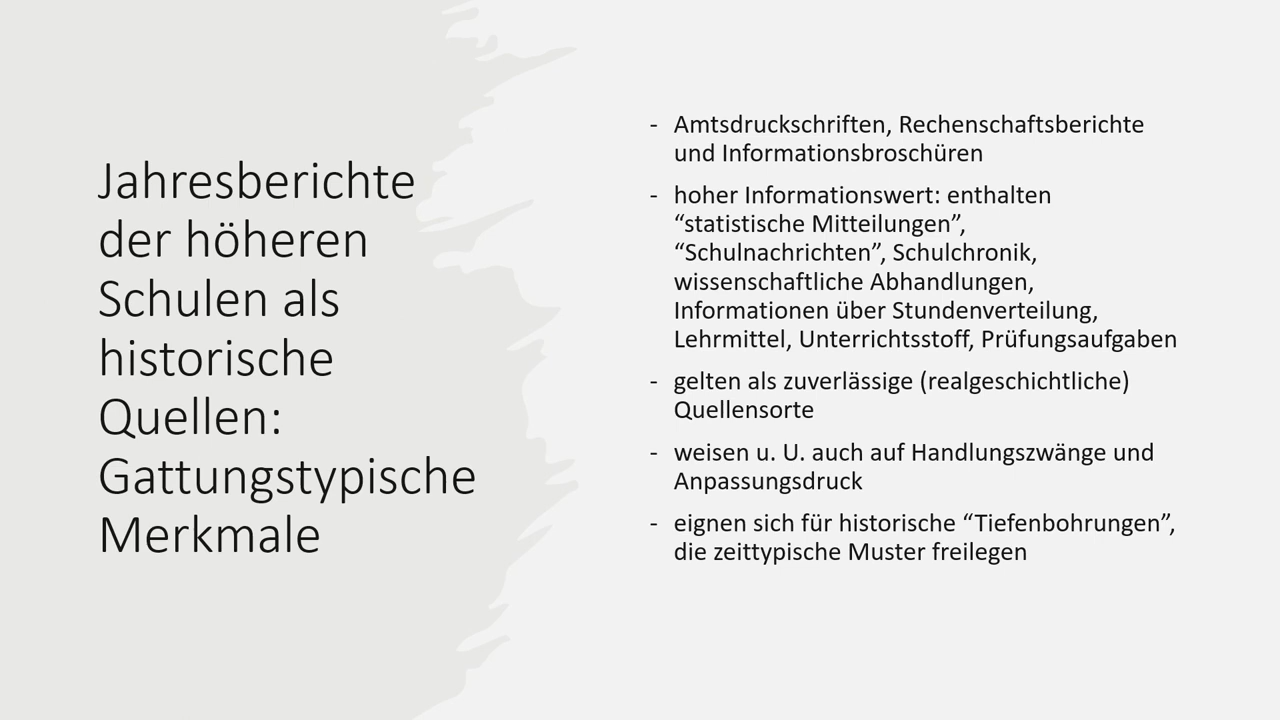 Jahresberichte
der höheren
Schulen als
historische
Quellen:
Gattungstypische
Merkmale
- Amtsdruckschriften, Rechenschaftsberichte
und Informationsbroschüren
- hoher Informationswert: enthalten
“statistische Mitteilungen”,
“Schulnachrichten”, Schulchronik,
wissenschaftliche Abhandlungen,
Informationen über Stundenverteilung,
Lehrmittel, Unterrichtsstoff, Prüfungsaufgaben
- gelten als zuverlässige (realgeschichtliche)
Quellensorte
- weisen u. U. auch auf Handlungszwänge und
Anpassungsdruck
- eignen sich für historische “Tiefenbohrungen”,
die zeittypische Muster freilegen